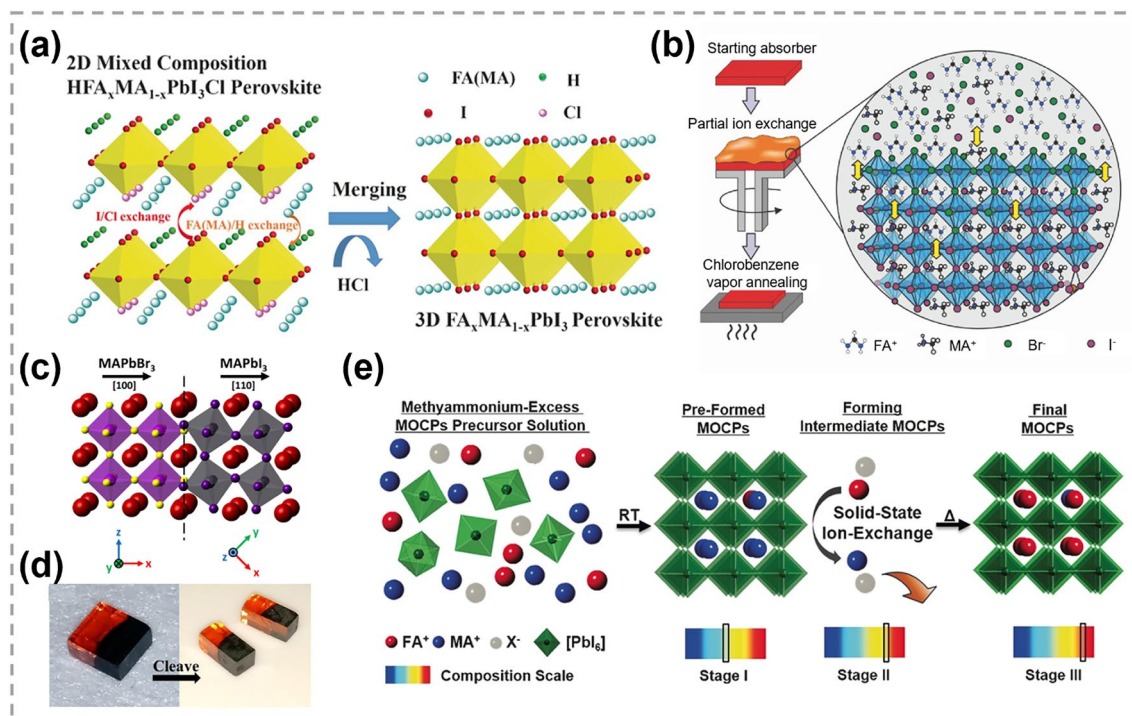 (a)
2D Mixed Composition
HFAₓMA₁₋ₓPbI₃Cl Perovskite
FA(MA)
H
I
Cl
I/Cl exchange
FA(MA)/H exchange
Merging
HCl
3D FAₓMA₁₋ₓPbI₃ Perovskite
(b)
Starting absorber
Partial ion exchange
Chlorobenzene
vapor annealing
FA⁺
MA⁺
Br⁻
I⁻
(c)
MAPbBr₃
[100]
MAPbI₃
[110]
z
y
x
y
z
x
(d)
Cleave
(e)
Methyammonium-Excess
MOCPs Precursor Solution
Pre-Formed
MOCPs
Forming
Intermediate MOCPs
Final
MOCPs
RT
Solid-State
Ion-Exchange
Δ
FA⁺
MA⁺
X⁻
[PbI₆]
Composition Scale
Stage I
Stage II
Stage III